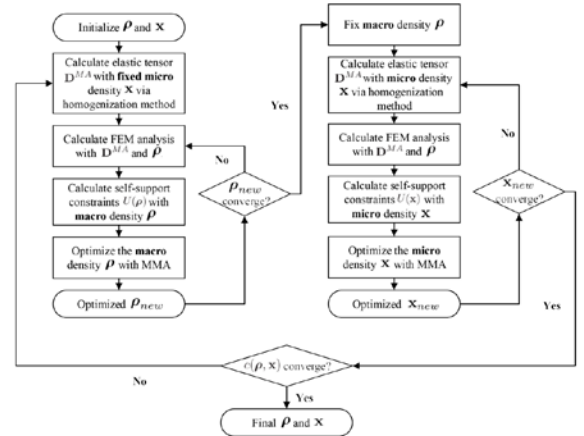 Initialize ρ and x
Calculate elastic tensor
D^MA with fixed micro
density x via
homogenization method
Calculate FEM analysis
with D^MA and ρ
Calculate self-support
constraints U(ρ) with
macro density ρ
Optimize the macro
density ρ with MMA
Optimized ρ_new
No
ρ_new
converge?
Yes
Fix macro density ρ
Calculate elastic tensor
D^MA with micro density
X via homogenization
method
Calculate FEM analysis
with D^MA and ρ
Calculate self-support
constraints U(x) with
micro density x
Optimize the micro
density x with MMA
Optimized x_new
No
x_new
converge?
Yes
c(ρ, x) converge?
No
Yes
Final ρ and x